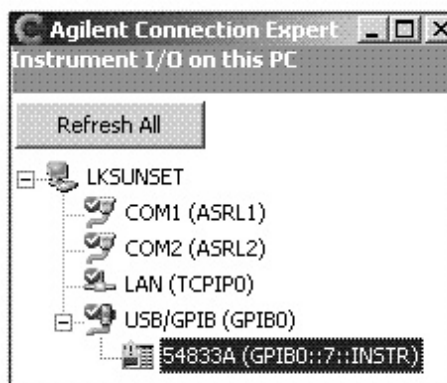 Agilent Connection Expert
Instrument I/O on this PC
Refresh All
LKSUNSET
COM1 (ASRL1)
COM2 (ASRL2)
LAN (TCPIP0)
USB/GPIB (GPIB0)
54833A (GPIB0::7::INSTR)